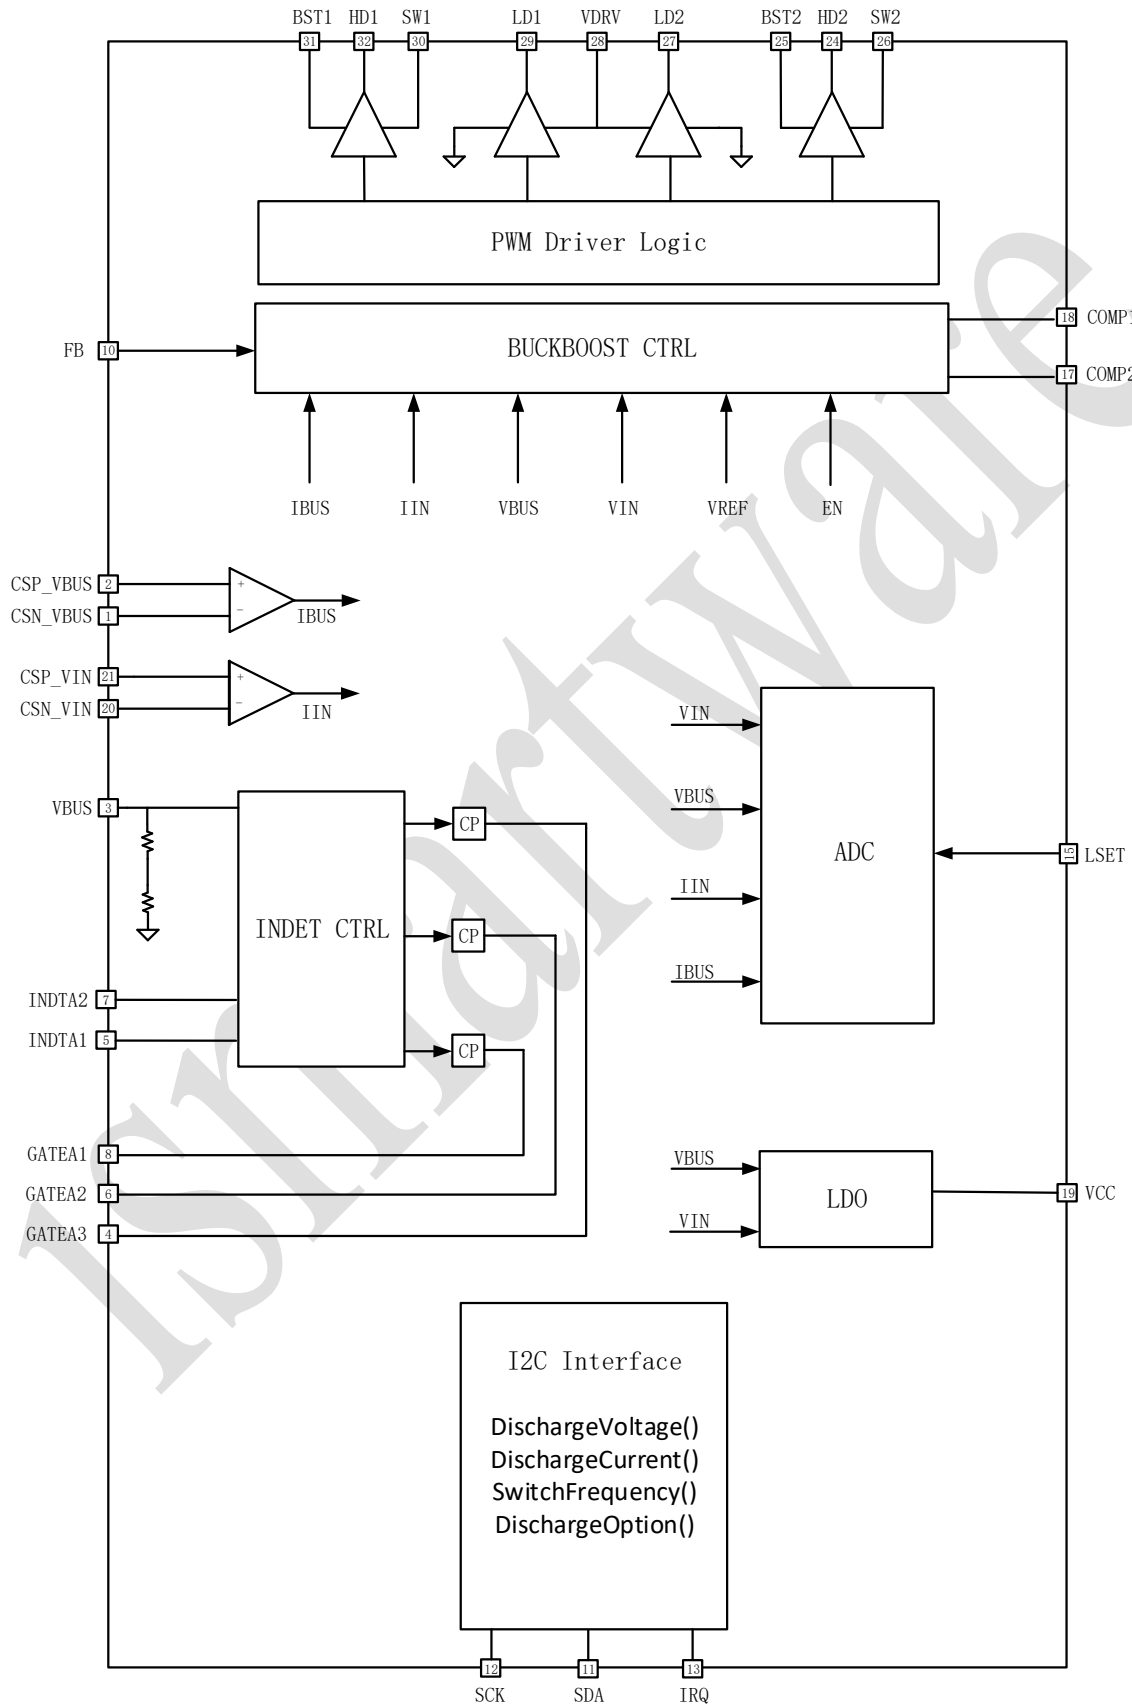 BST1 HD1 SW1 LD1 VDRV LD2 BST2 HD2 SW2
31 32 30 29 28 27 25 24 26
PWM Driver Logic
BUCKBOOST CTRL
FB 10
18 COMP1
17 COMP2
IBUS IIN VBUS VIN VREF EN
CSP_VBUS 2 +
CSN_VBUS 1 −
IBUS
CSP_VIN 21 +
CSN_VIN 20 −
IIN
VIN
VBUS
IIN
IBUS
ADC
15 LSET
VBUS 3
INDET CTRL
CP
CP
CP
INDTA2 7
INDTA1 5
GATEA1 8
GATEA2 6
GATEA3 4
VBUS
VIN
LDO
19 VCC
I2C Interface
DischargeVoltage()
DischargeCurrent()
SwitchFrequency()
DischargeOption()
12 11 13
SCK SDA IRQ
ismartware